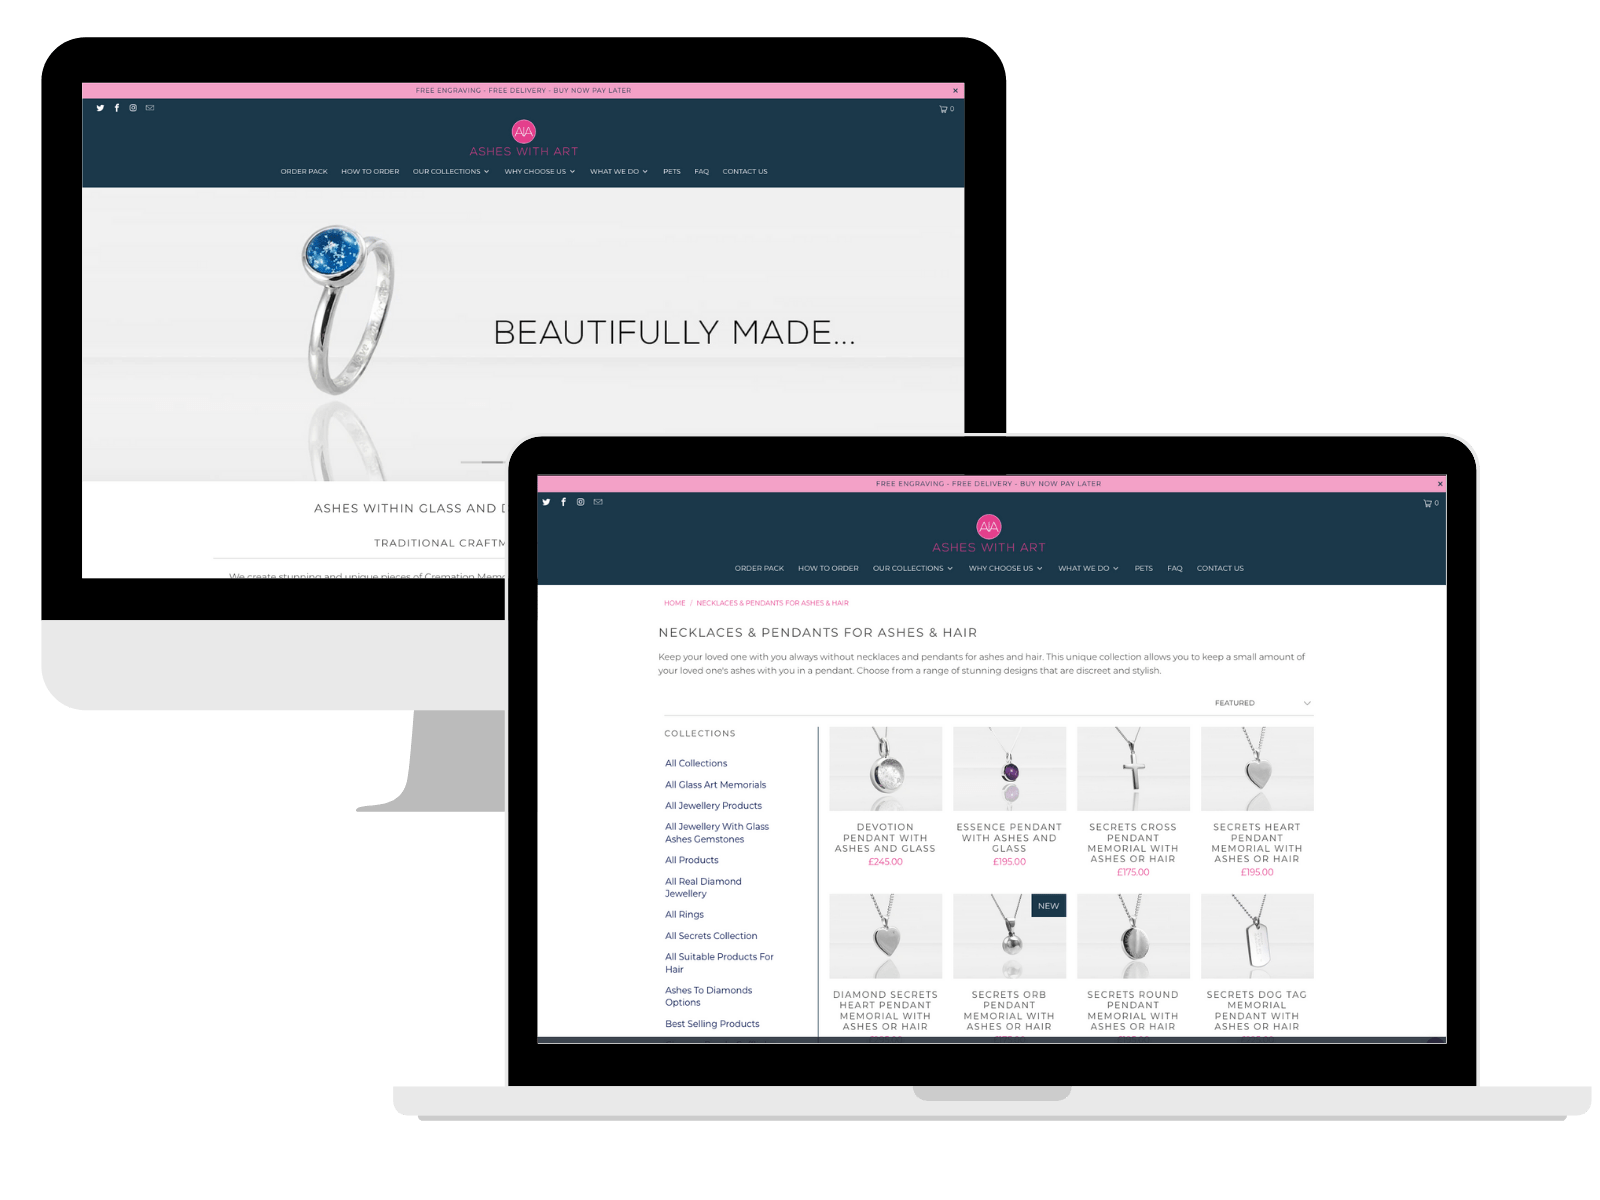 FREE ENGRAVING - FREE DELIVERY - BUY NOW PAY LATER
0
AA
ASHES WITH ART
ORDER PACK HOW TO ORDER OUR COLLECTIONS WHY CHOOSE US WHAT WE DO PETS FAQ CONTACT US
BEAUTIFULLY MADE...
ASHES WITHIN GLASS AND
TRADITIONAL CRAFTM
We create stunning and unique pieces of Cremation Memo
FREE ENGRAVING - FREE DELIVERY - BUY NOW PAY LATER
0
AA
ASHES WITH ART
ORDER PACK HOW TO ORDER OUR COLLECTIONS WHY CHOOSE US WHAT WE DO PETS FAQ CONTACT US
HOME / NECKLACES & PENDANTS FOR ASHES & HAIR
NECKLACES & PENDANTS FOR ASHES & HAIR
Keep your loved one with you always without necklaces and pendants for ashes and hair. This unique collection allows you to keep a small amount of
your loved one's ashes with you in a pendant. Choose from a range of stunning designs that are discreet and stylish.
FEATURED
COLLECTIONS
All Collections
All Glass Art Memorials
All Jewellery Products
All Jewellery With Glass
Ashes Gemstones
All Products
All Real Diamond
Jewellery
All Rings
All Secrets Collection
All Suitable Products For
Hair
Ashes To Diamonds
Options
Best Selling Products
DEVOTION
PENDANT WITH
ASHES AND GLASS
£245.00
ESSENCE PENDANT
WITH ASHES AND
GLASS
£195.00
SECRETS CROSS
PENDANT
MEMORIAL WITH
ASHES OR HAIR
£175.00
SECRETS HEART
PENDANT
MEMORIAL WITH
ASHES OR HAIR
£195.00
DIAMOND SECRETS
HEART PENDANT
MEMORIAL WITH
ASHES OR HAIR
NEW
SECRETS ORB
PENDANT
MEMORIAL WITH
ASHES OR HAIR
SECRETS ROUND
PENDANT
MEMORIAL WITH
ASHES OR HAIR
SECRETS DOG TAG
MEMORIAL
PENDANT WITH
ASHES OR HAIR